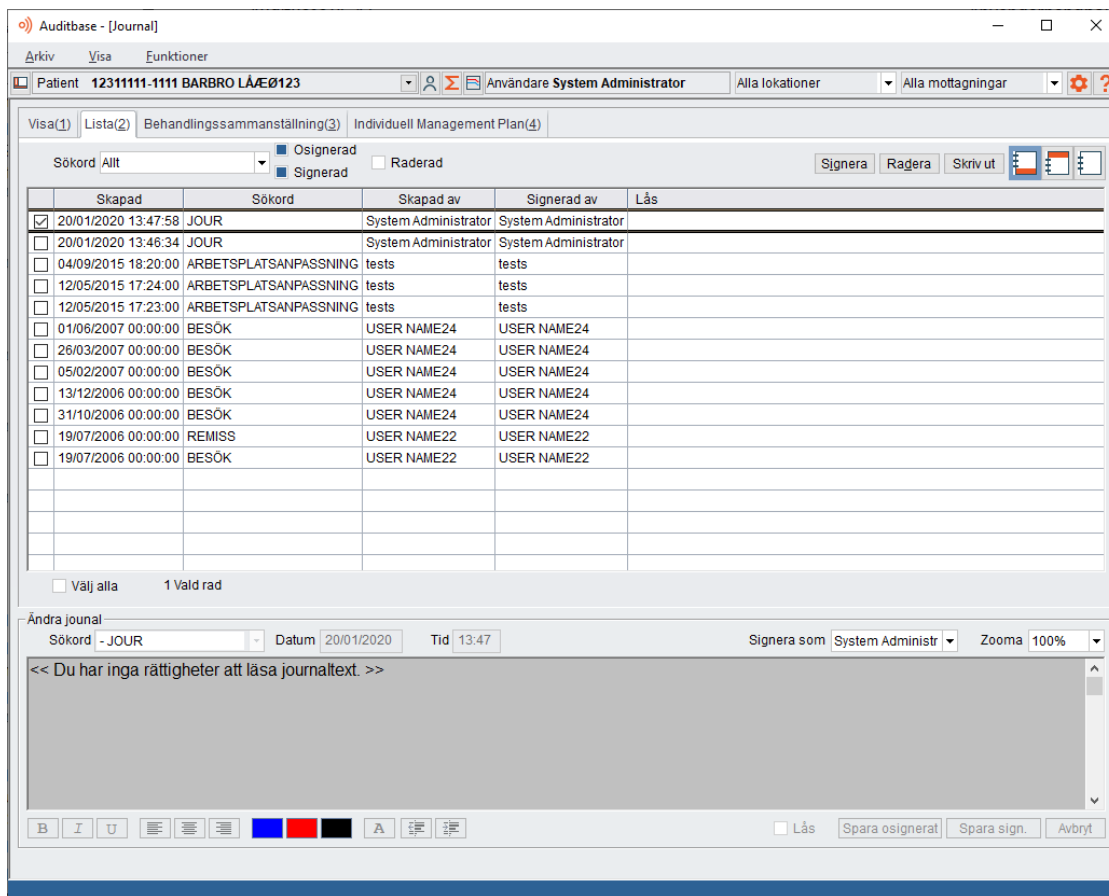 Auditbase - [Journal]
Arkiv Visa Funktioner
Patient 12311111-1111 BARBRO LÅÆØ123 Användare System Administrator Alla lokationer Alla mottagningar ?
Visa(1) Lista(2) Behandlingssammanställning(3) Individuell Management Plan(4)
Osignerad
Sökord Allt Raderad Signera Radera Skriv ut
Signerad
Skapad Sökord Skapad av Signerad av Lås
20/01/2020 13:47:58 JOUR System Administrator System Administrator
20/01/2020 13:46:34 JOUR System Administrator System Administrator
04/09/2015 18:20:00 ARBETSPLATSANPASSNING tests tests
12/05/2015 17:24:00 ARBETSPLATSANPASSNING tests tests
12/05/2015 17:23:00 ARBETSPLATSANPASSNING tests tests
01/06/2007 00:00:00 BESÖK USER NAME24 USER NAME24
26/03/2007 00:00:00 BESÖK USER NAME24 USER NAME24
05/02/2007 00:00:00 BESÖK USER NAME24 USER NAME24
13/12/2006 00:00:00 BESÖK USER NAME24 USER NAME24
31/10/2006 00:00:00 BESÖK USER NAME24 USER NAME24
19/07/2006 00:00:00 REMISS USER NAME22 USER NAME22
19/07/2006 00:00:00 BESÖK USER NAME22 USER NAME22
Välj alla 1 Vald rad
Ändra jounal
Sökord - JOUR Datum 20/01/2020 Tid 13:47 Signera som System Administr Zooma 100%
<< Du har inga rättigheter att läsa journaltext. >>
B I U A Lås Spara osignerat Spara sign. Avbryt